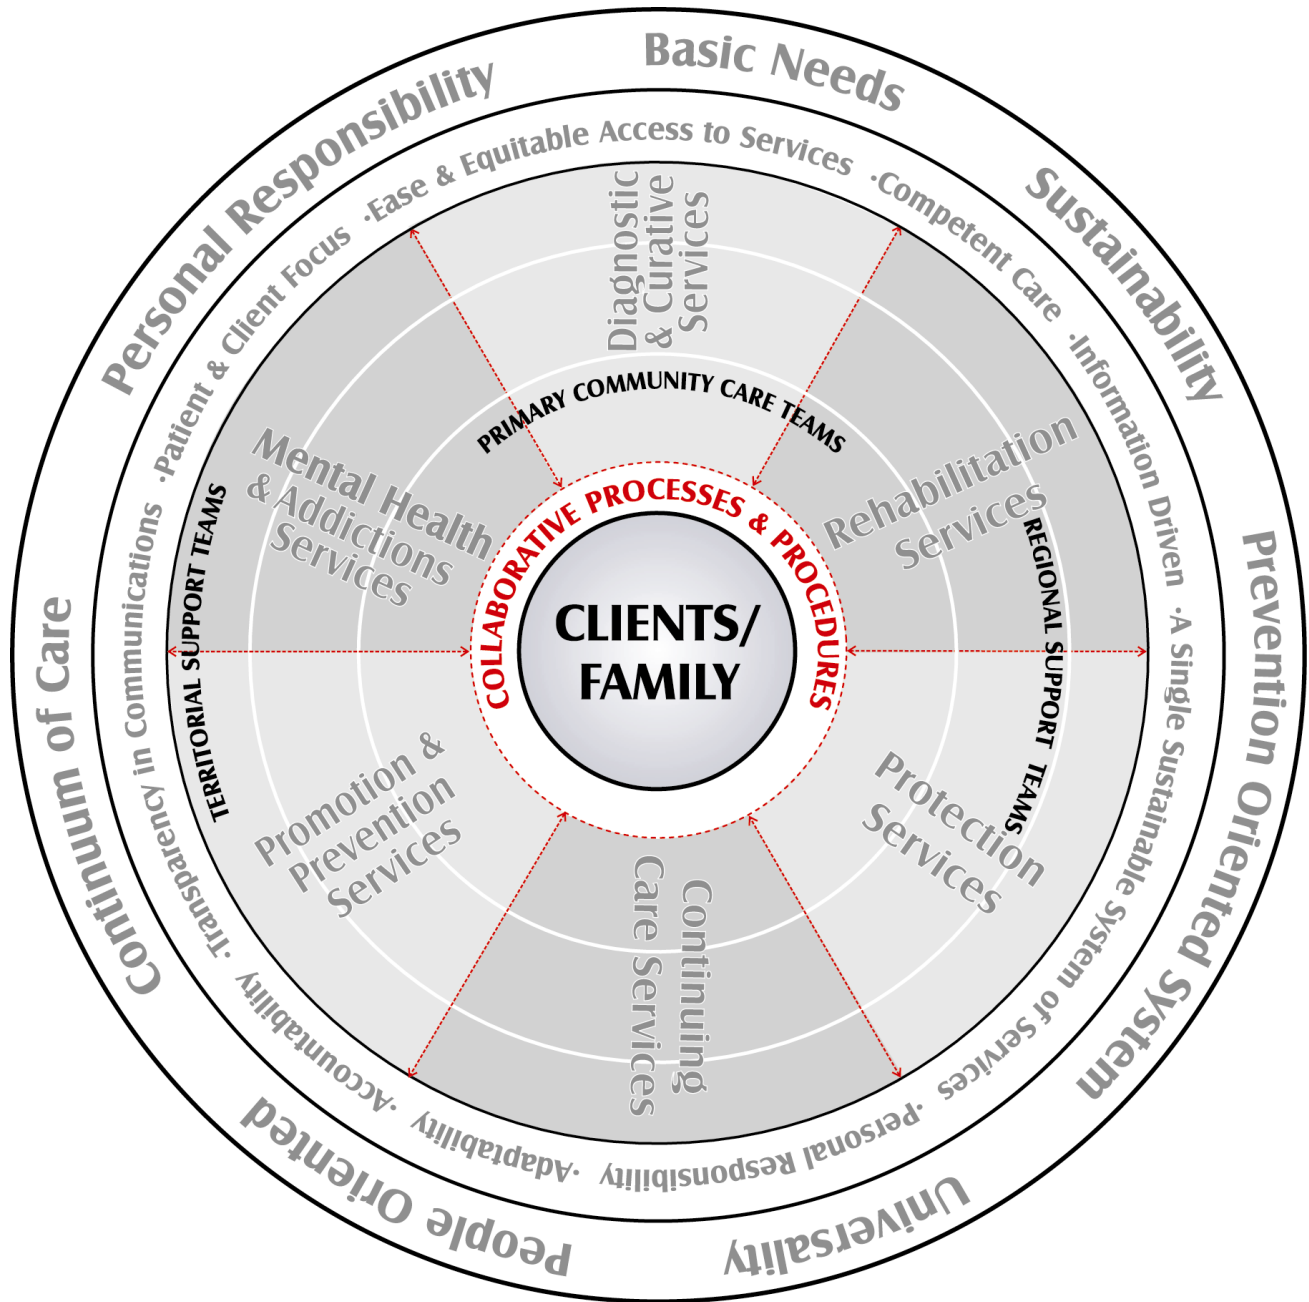 Basic Needs
Sustainability
Prevention Oriented System
Universality
People Oriented
Continuum of Care
Personal Responsibility
·Ease & Equitable Access to Services
·Competent Care
·Information Driven
·A Single Sustainable System of Services
·Personal Responsibility
·Adaptability
·Accountability
·Transparency in Communications
·Patient & Client Focus
Diagnostic
& Curative
Services
Rehabilitation
Services
Protection
Services
Continuing
Care Services
Promotion &
Prevention
Services
Mental Health
& Addictions
Services
PRIMARY COMMUNITY CARE TEAMS
REGIONAL SUPPORT TEAMS
TERRITORIAL SUPPORT TEAMS
COLLABORATIVE PROCESSES & PROCEDURES
CLIENTS/
FAMILY